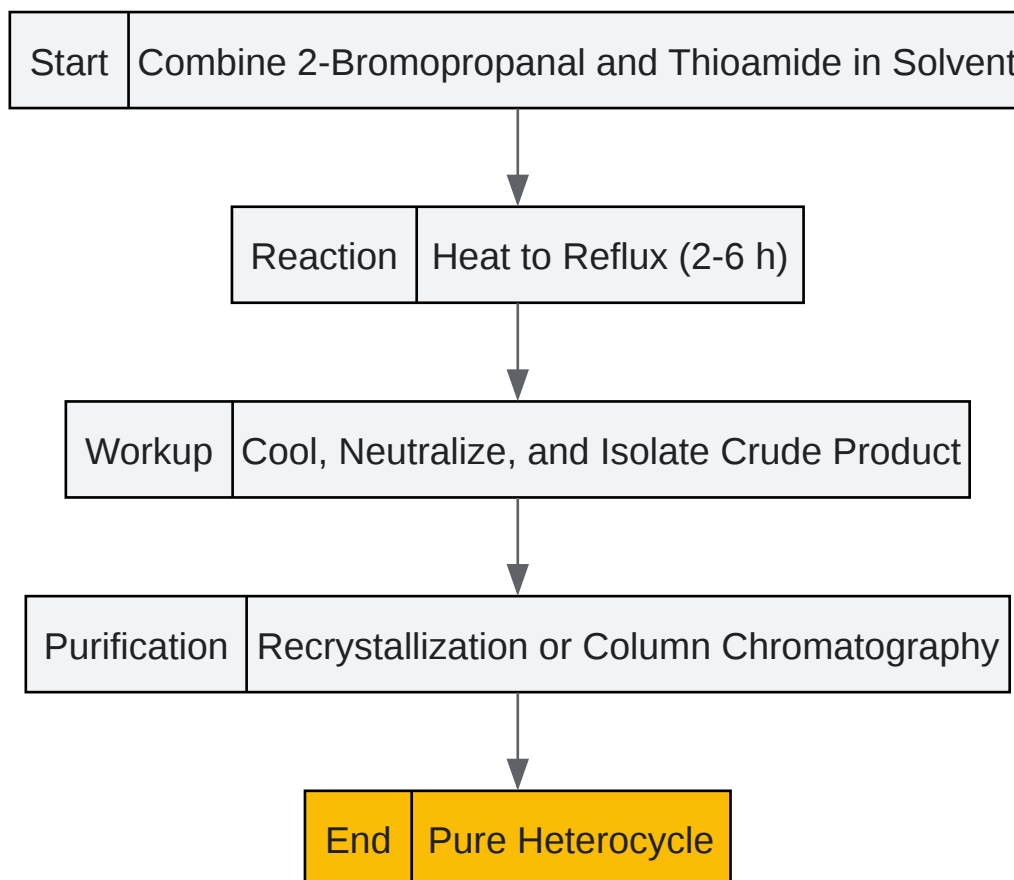 Start Combine 2-Bromopropanal and Thioamide in Solvent
Reaction Heat to Reflux (2-6 h)
Workup Cool, Neutralize, and Isolate Crude Product
Purification Recrystallization or Column Chromatography
End Pure Heterocycle